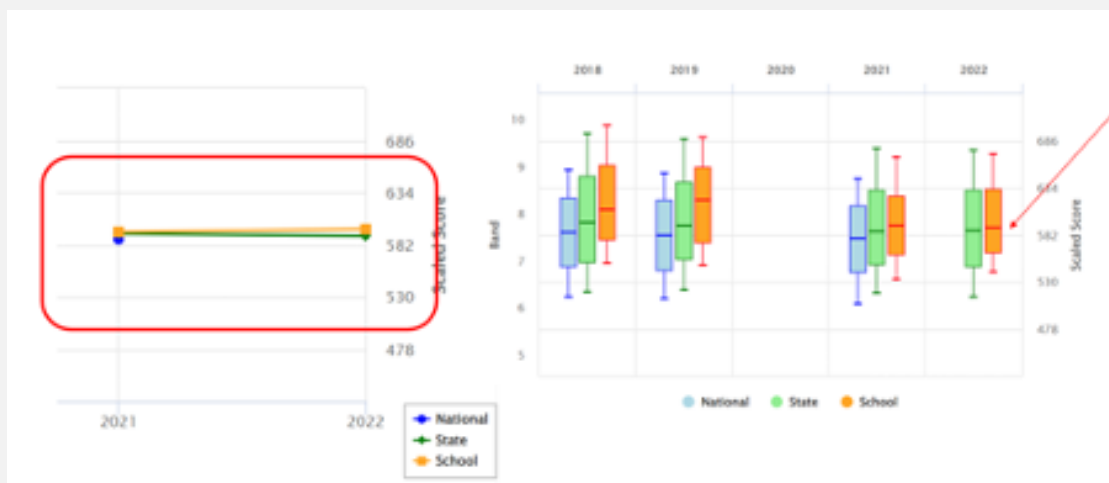 686
634
582
530
478
Scaled Score
2021 2022
National
State
School
2018 2019 2020 2021 2022
10
9
8
7
6
5
Band
686
634
582
530
478
Scaled Score
National State School